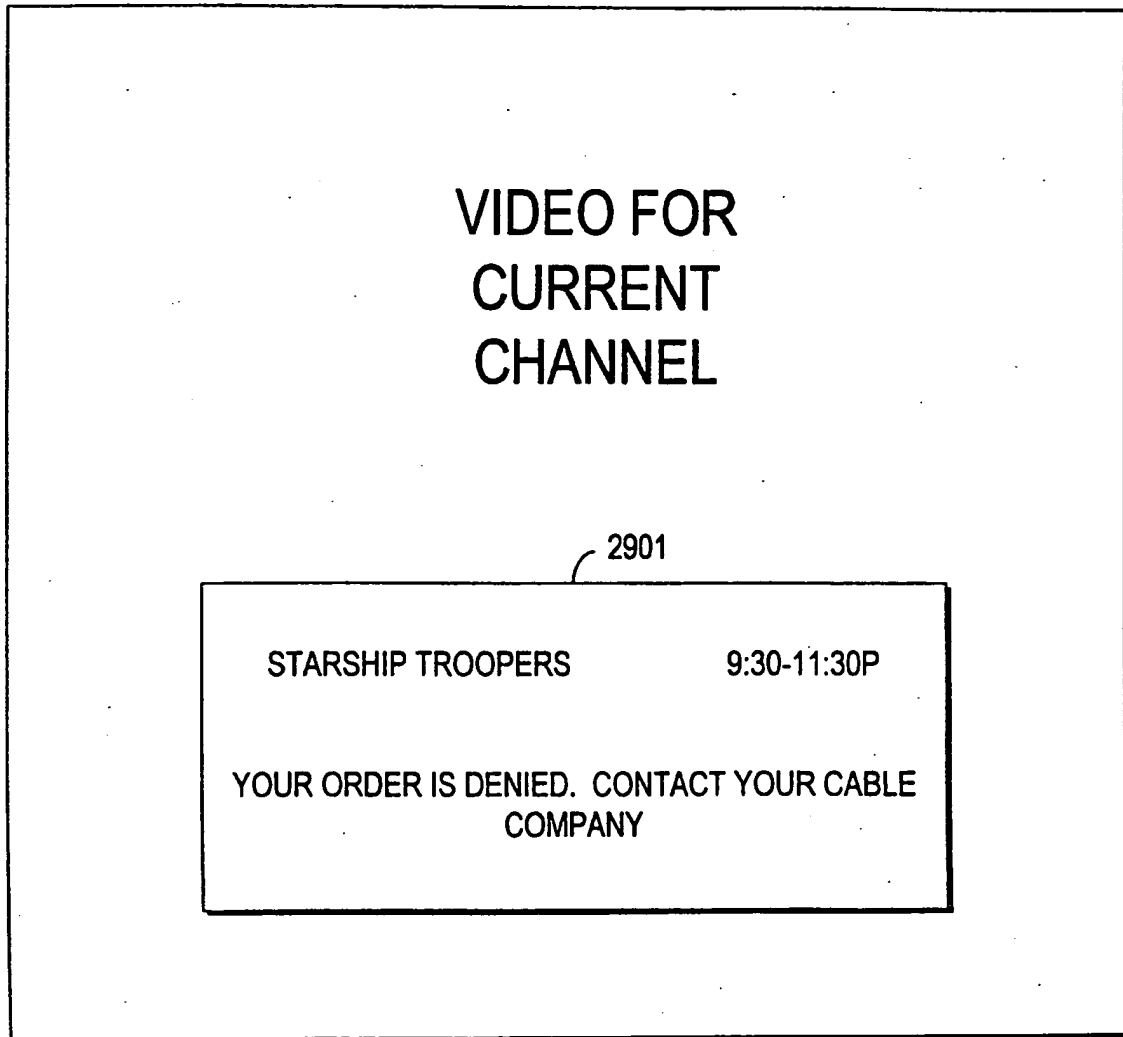 VIDEO FOR
CURRENT
CHANNEL
2901
STARSHIP TROOPERS 9:30-11:30P
YOUR ORDER IS DENIED. CONTACT YOUR CABLE
COMPANY